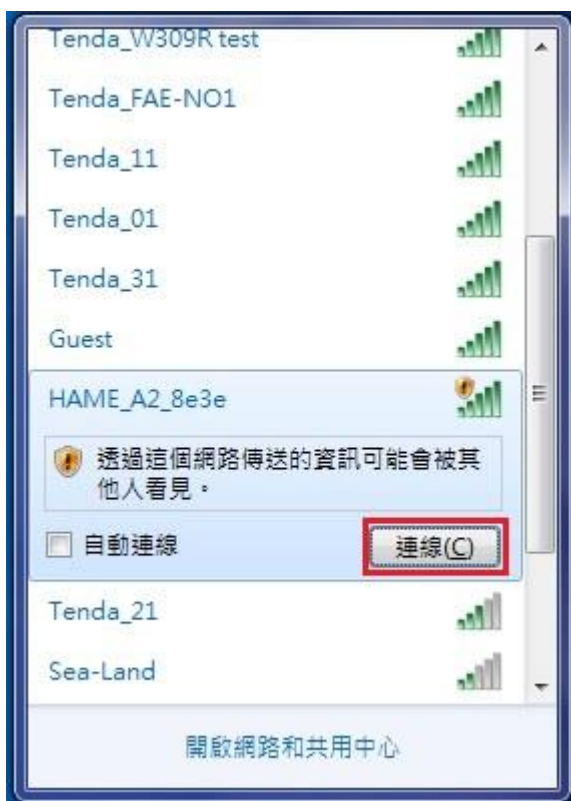 Tenda_W309R test
Tenda_FAE-NO1
Tenda_11
Tenda_01
Tenda_31
Guest
HAME_A2_8e3e
透過這個網路傳送的資訊可能會被其
他人看見。
自動連線
連線(C)
Tenda_21
Sea-Land
開啟網路和共用中心